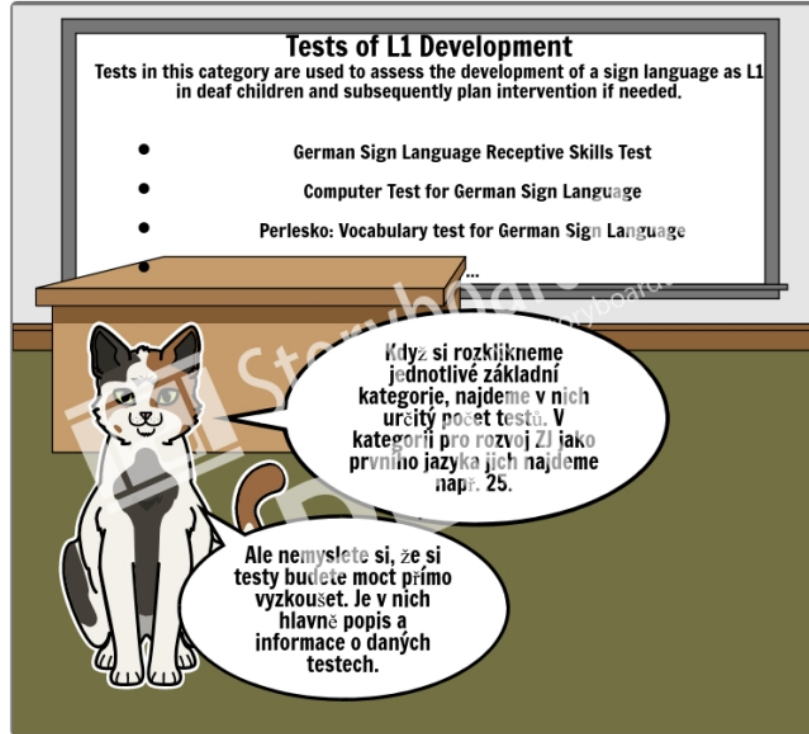 Tests of L1 Development
Tests in this category are used to assess the development of a sign language as L1
in deaf children and subsequently plan intervention if needed.
• German Sign Language Receptive Skills Test
• Computer Test for German Sign Language
• Perlesko: Vocabulary test for German Sign Language
• ...
Když si rozklikneme
jednotlivé základní
kategorie, najdeme v nich
určitý počet testů. V
kategorii pro rozvoj ZJ jako
prvního jazyka jich najdeme
např. 25.
Ale nemyslete si, že si
testy budete moct přímo
vyzkoušet. Je v nich
hlavně popis a
informace o daných
testech.